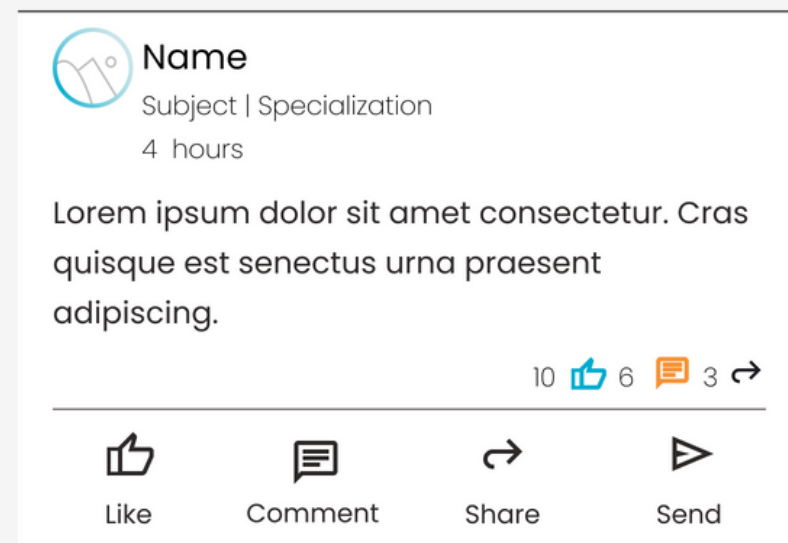 Name
Subject | Specialization
4 hours
Lorem ipsum dolor sit amet consectetur. Cras
quisque est senectus urna praesent
adipiscing.
10 6 3
Like Comment Share Send